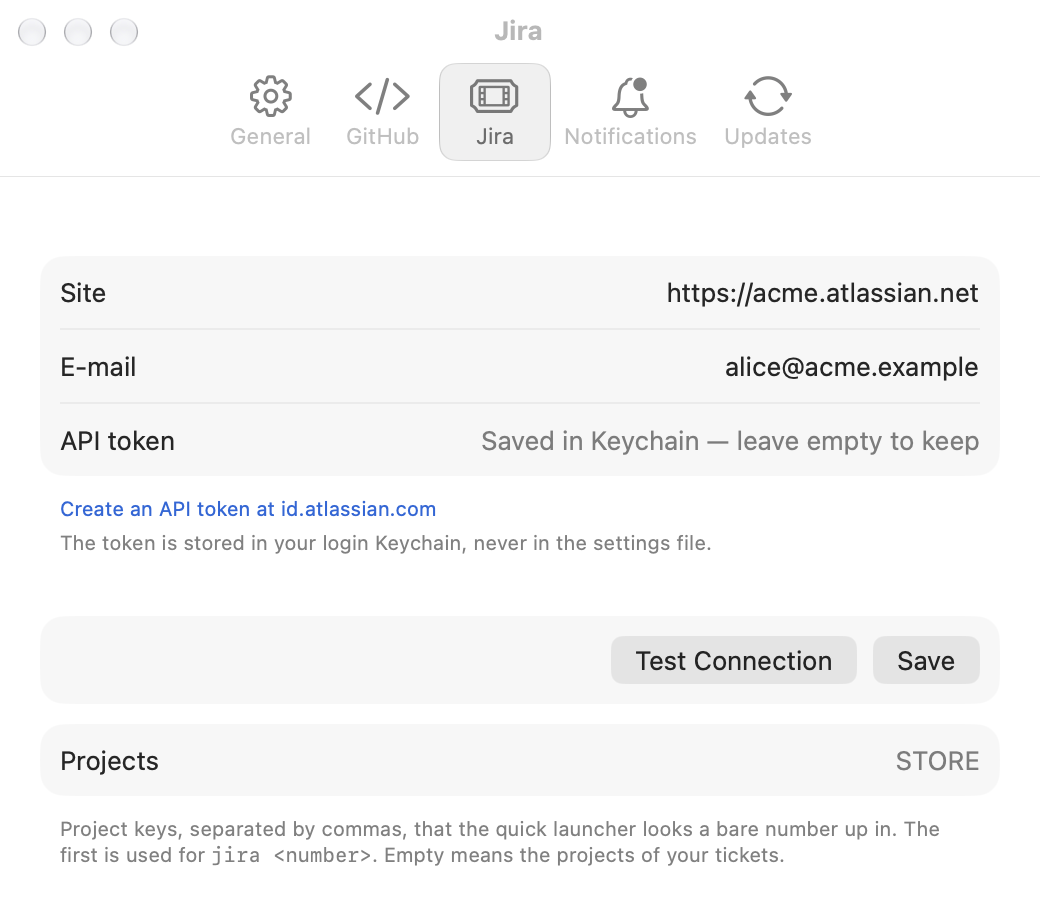 Jira
General
GitHub
Jira
Notifications
Updates
Site
https://acme.atlassian.net
E-mail
alice@acme.example
API token
Saved in Keychain — leave empty to keep
Create an API token at id.atlassian.com
The token is stored in your login Keychain, never in the settings file.
Test Connection
Save
Projects
STORE
Project keys, separated by commas, that the quick launcher looks a bare number up in. The
first is used for jira <number>. Empty means the projects of your tickets.